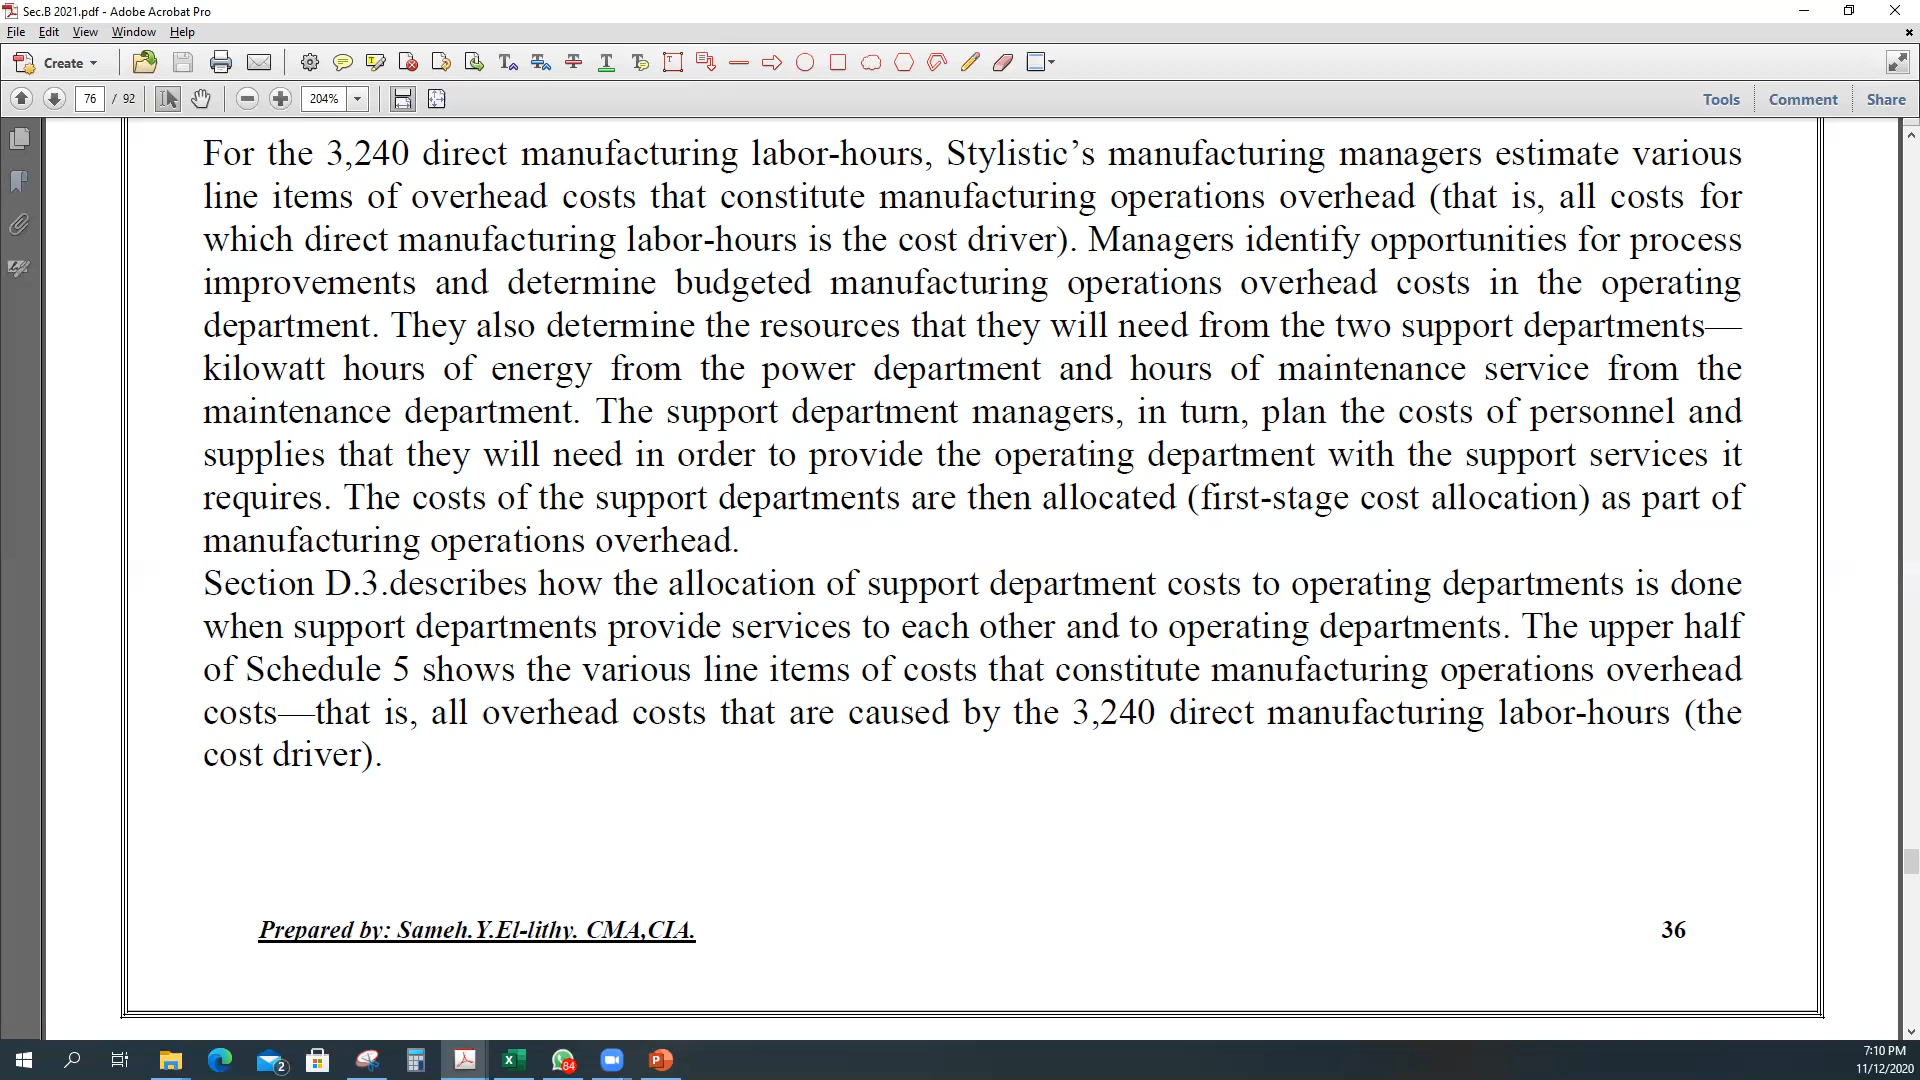 Sec.B 2021.pdf - Adobe Acrobat Pro
File Edit View Window Help
Create
76 / 92 204% Tools Comment Share
For the 3,240 direct manufacturing labor-hours, Stylistic’s manufacturing managers estimate various
line items of overhead costs that constitute manufacturing operations overhead (that is, all costs for
which direct manufacturing labor-hours is the cost driver). Managers identify opportunities for process
improvements and determine budgeted manufacturing operations overhead costs in the operating
department. They also determine the resources that they will need from the two support departments—
kilowatt hours of energy from the power department and hours of maintenance service from the
maintenance department. The support department managers, in turn, plan the costs of personnel and
supplies that they will need in order to provide the operating department with the support services it
requires. The costs of the support departments are then allocated (first-stage cost allocation) as part of
manufacturing operations overhead.
Section D.3.describes how the allocation of support department costs to operating departments is done
when support departments provide services to each other and to operating departments. The upper half
of Schedule 5 shows the various line items of costs that constitute manufacturing operations overhead
costs—that is, all overhead costs that are caused by the 3,240 direct manufacturing labor-hours (the
cost driver).
Prepared by: Sameh.Y.El-lithy. CMA,CIA. 36
2
84
7:10 PM
11/12/2020